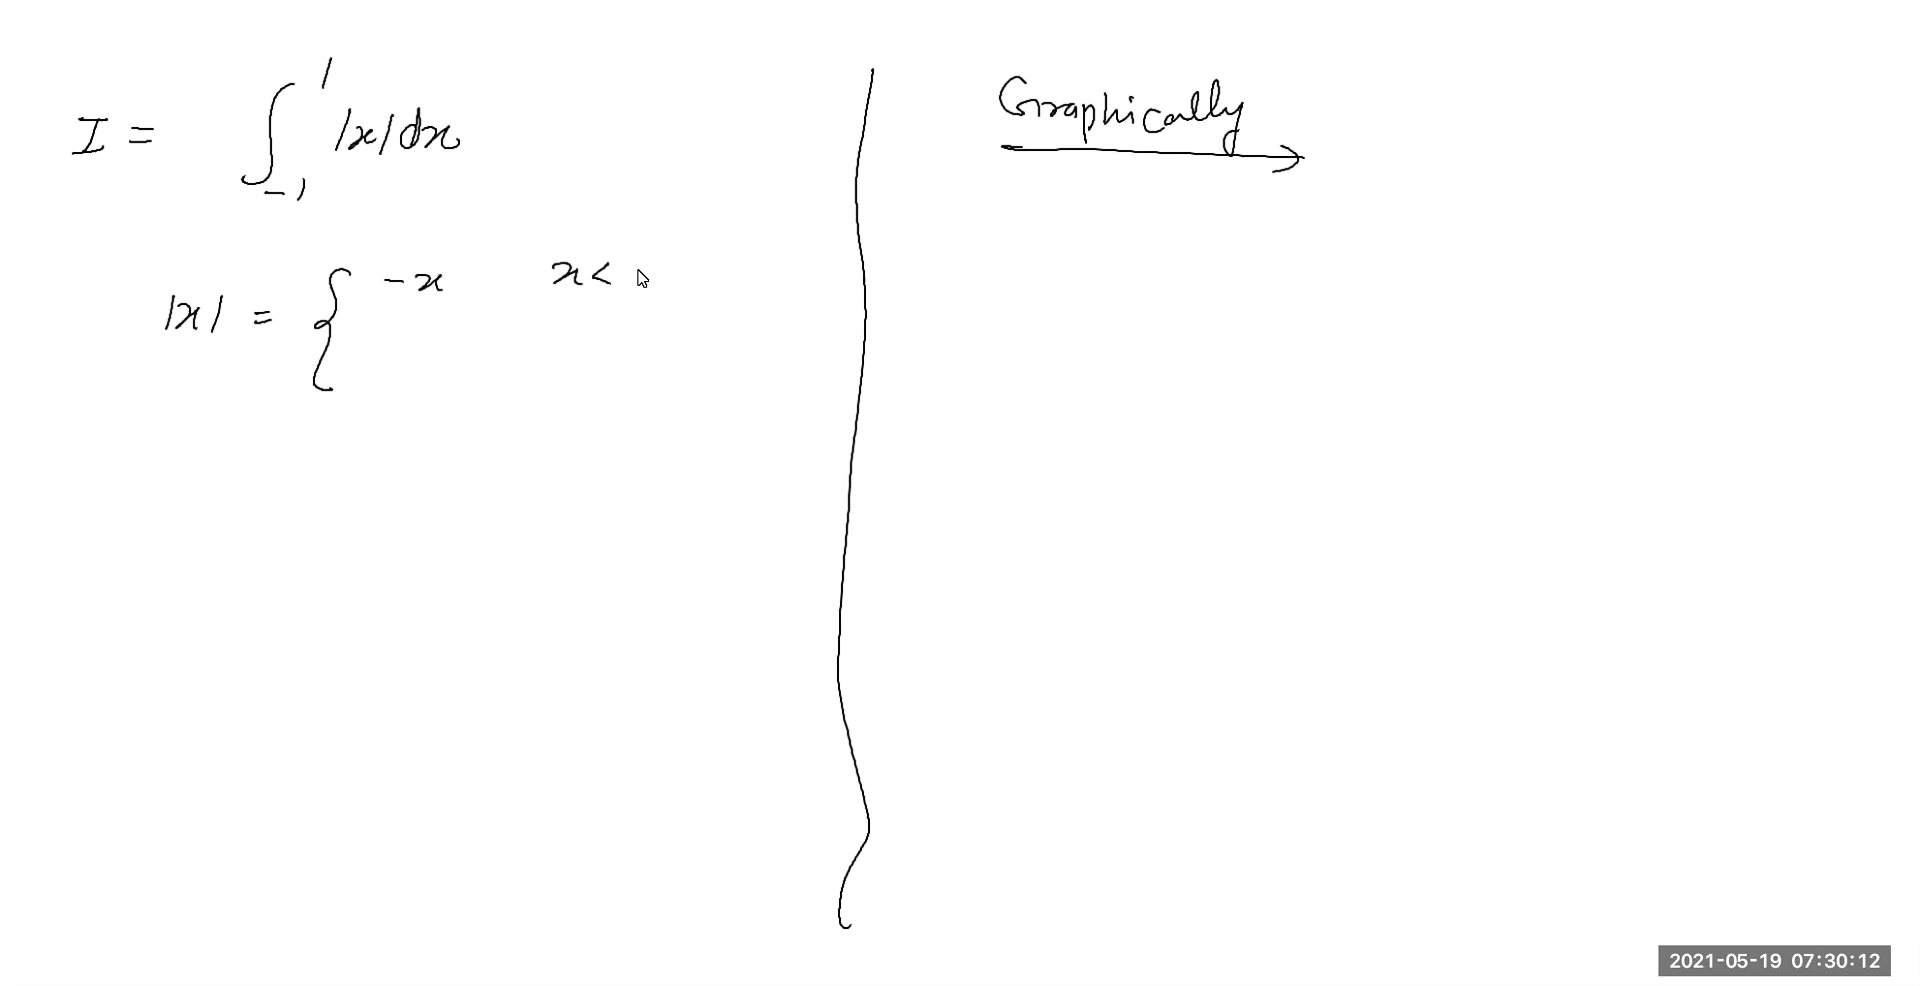 I = ∫_{-1}^{1} |x| dx
|x| = { -x x <
Graphically
2021-05-19 07:30:12